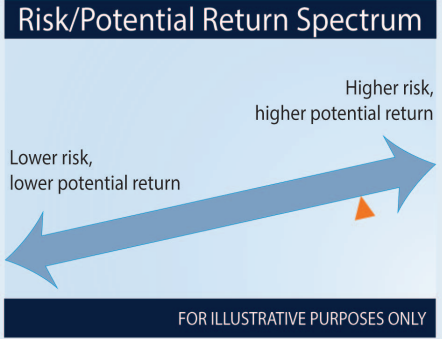 Risk/Potential Return Spectrum
Higher risk,
higher potential return
Lower risk,
lower potential return
FOR ILLUSTRATIVE PURPOSES ONLY